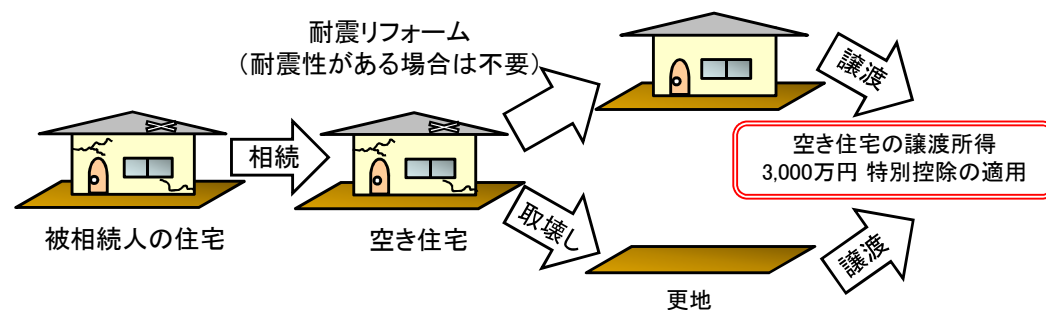 耐震リフォーム
（耐震性がある場合は不要）
相続
譲渡
空き住宅の譲渡所得
3,000万円 特別控除の適用
取壊し
譲渡
被相続人の住宅
空き住宅
更地